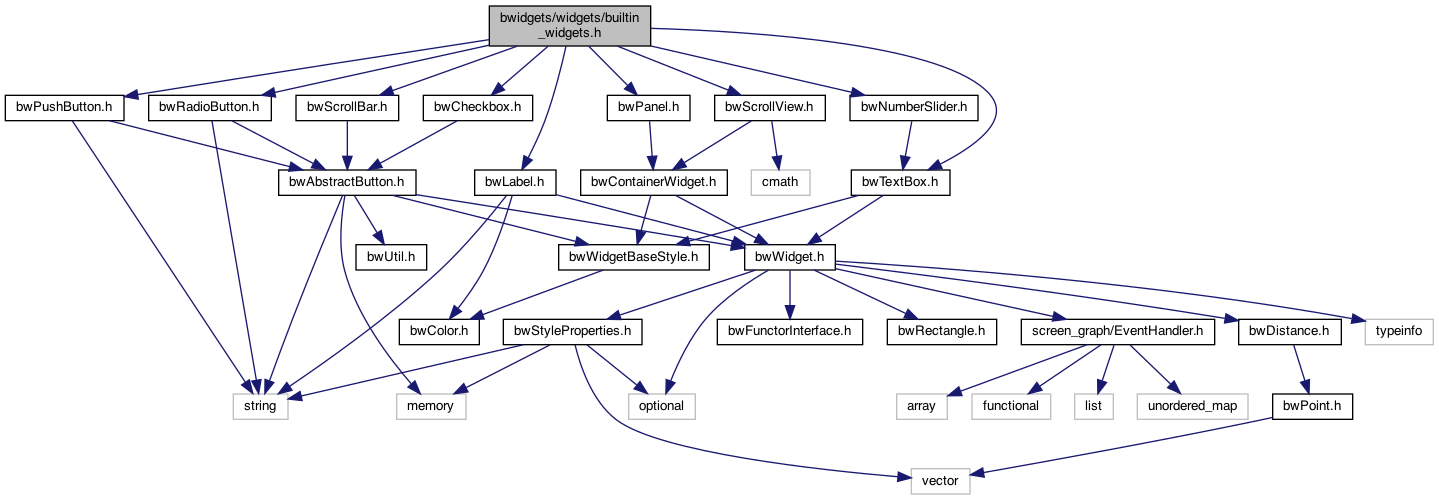 bwidgets/widgets/builtin
_widgets.h
bwPushButton.h
bwRadioButton.h
bwScrollBar.h
bwCheckbox.h
bwPanel.h
bwScrollView.h
bwNumberSlider.h
bwAbstractButton.h
bwLabel.h
bwContainerWidget.h
cmath
bwTextBox.h
bwUtil.h
bwWidgetBaseStyle.h
bwWidget.h
bwColor.h
bwStyleProperties.h
bwFunctorInterface.h
bwRectangle.h
screen_graph/EventHandler.h
bwDistance.h
typeinfo
string
memory
optional
array
functional
list
unordered_map
bwPoint.h
vector